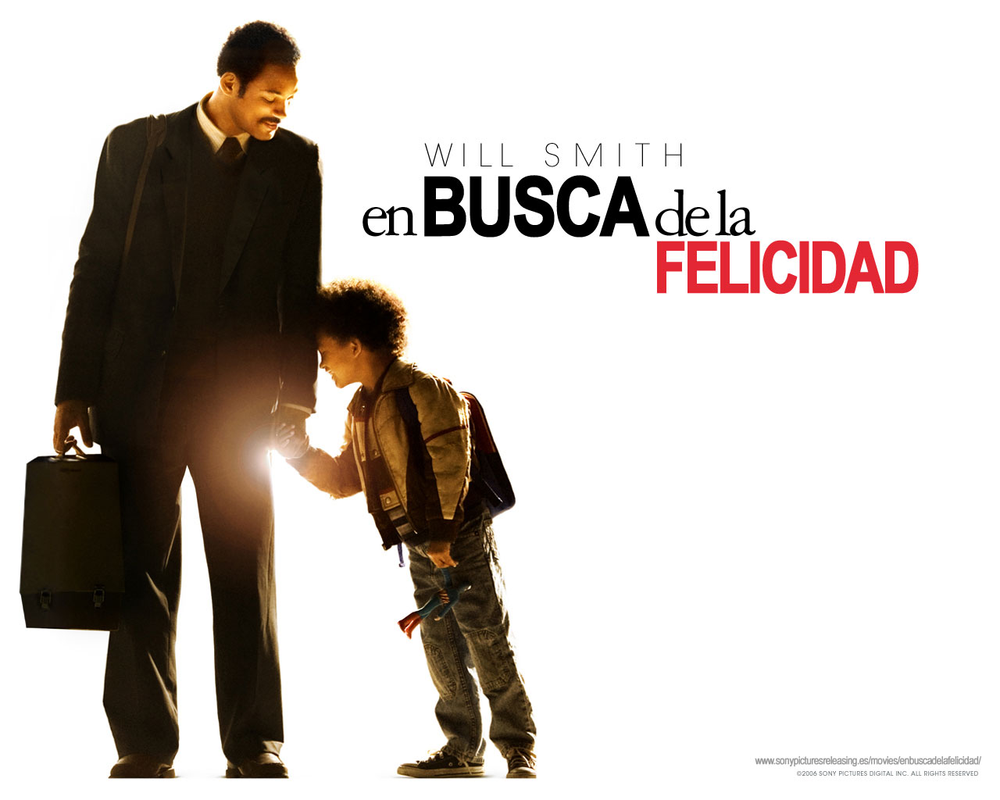 WILL SMITH
en BUSCA de la
FELICIDAD
www.sonypicturesreleasing.es/movies/enbuscadelafelicidad/
©2006 SONY PICTURES DIGITAL INC. ALL RIGHTS RESERVED